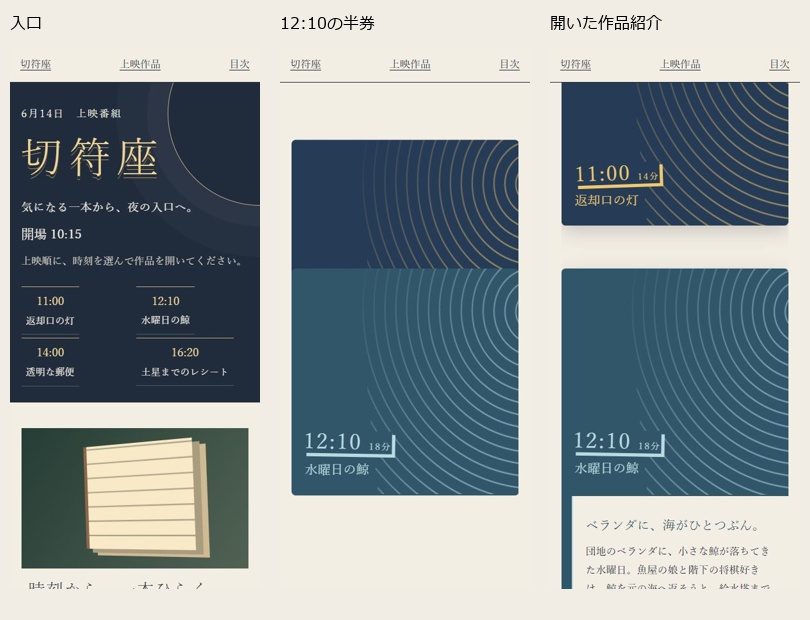 入口
切符座 上映作品 目次
6月14日 上映番組
切符座
気になる一本から、夜の入口へ。
開場 10:15
上映順に、時刻を選んで作品を開いてください。
11:00 12:10
返却口の灯 水曜日の鯨
14:00 16:20
透明な郵便 土星までのレシート
12:10の半券
切符座 上映作品 目次
12:10 18分
水曜日の鯨
開いた作品紹介
切符座 上映作品 目次
11:00 14分
返却口の灯
12:10 18分
水曜日の鯨
ベランダに、海がひとつぶん。
団地のベランダに、小さな鯨が落ちてき
た水曜日。魚屋の娘と階下の将棋好き